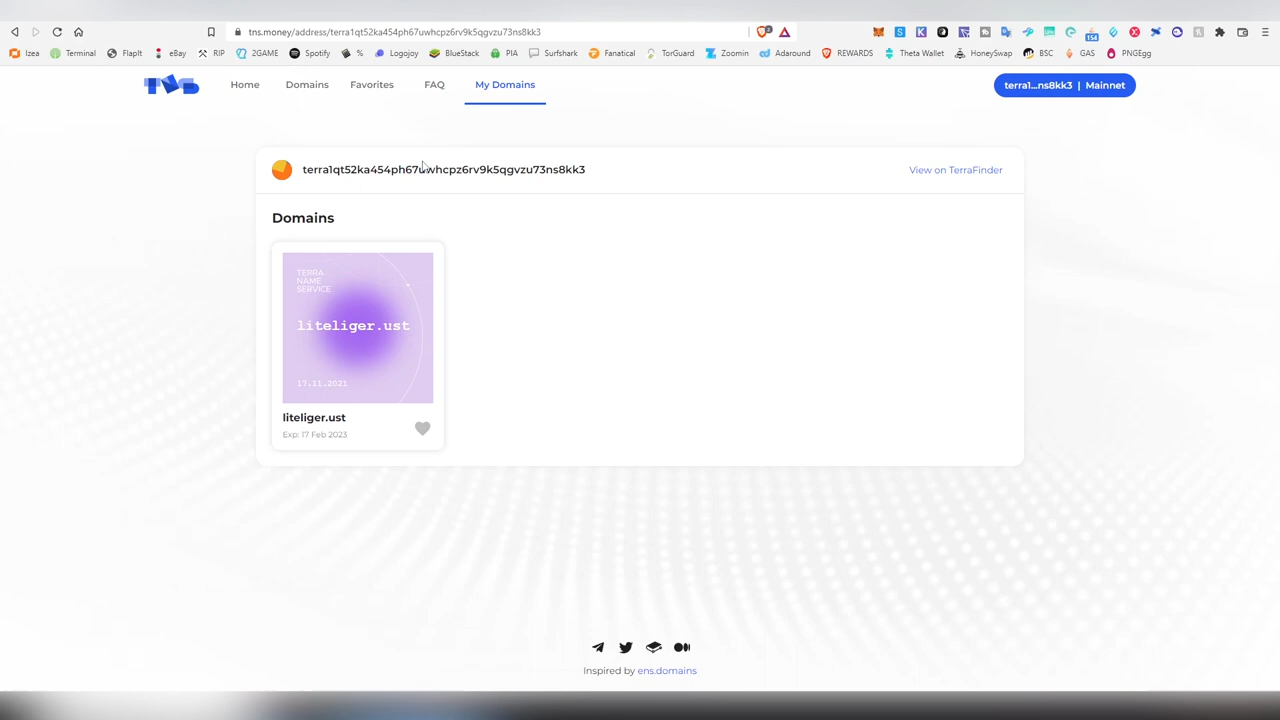 tns.money/address/terra1qt52ka454ph67uwhcpz6rv9k5qgvzu73ns8kk3
Izea Terminal FlapIt eBay RIP 2GAME Spotify % Logojoy BlueStack PIA Surfshark Fanatical TorGuard Zoomin Adaround REWARDS Theta Wallet HoneySwap BSC GAS PNGEgg
TNS Home Domains Favorites FAQ My Domains terra1...ns8kk3 | Mainnet
terra1qt52ka454ph67uwhcpz6rv9k5qgvzu73ns8kk3 View on TerraFinder
Domains
TERRA
NAME
SERVICE
liteliger.ust
17.11.2021
liteliger.ust
Exp: 17 Feb 2023
Inspired by ens.domains